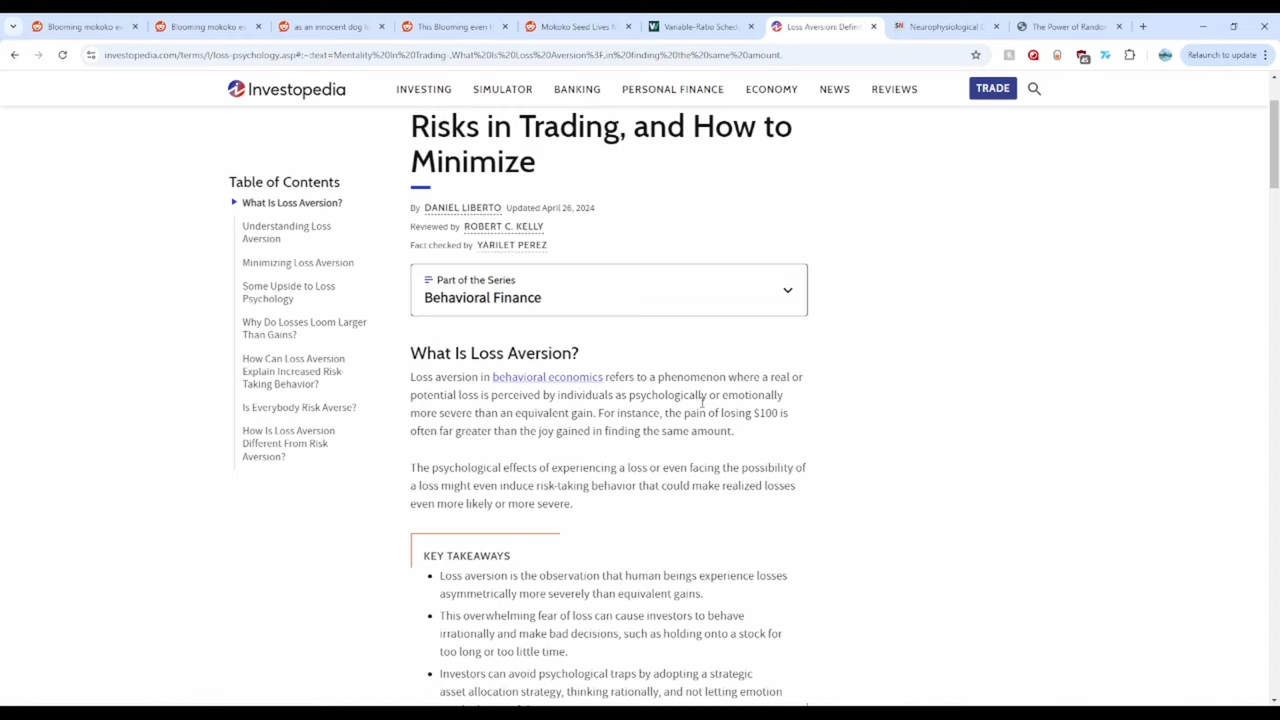 Blooming mokoko ev
Blooming mokoko ev
as an innocent dog l
This Blooming even f
Mokoko Seed Lives M
Variable-Ratio Sched
Loss Aversion: Defini
Neurophysiological C
The Power of Random
investopedia.com/terms/l/loss-psychology.asp#:~:text=Mentality%20in%20Trading-,What%20Is%20Loss%20Aversion%3F,in%20finding%20the%20same%20amount.
Relaunch to update
Investopedia
INVESTING
SIMULATOR
BANKING
PERSONAL FINANCE
ECONOMY
NEWS
REVIEWS
TRADE
Risks in Trading, and How to
Minimize
Table of Contents
What Is Loss Aversion?
Understanding Loss
Aversion
Minimizing Loss Aversion
Some Upside to Loss
Psychology
Why Do Losses Loom Larger
Than Gains?
How Can Loss Aversion
Explain Increased Risk-
Taking Behavior?
Is Everybody Risk Averse?
How Is Loss Aversion
Different From Risk
Aversion?
By DANIEL LIBERTO Updated April 26, 2024
Reviewed by ROBERT C. KELLY
Fact checked by YARILET PEREZ
Part of the Series
Behavioral Finance
What Is Loss Aversion?
Loss aversion in behavioral economics refers to a phenomenon where a real or
potential loss is perceived by individuals as psychologically or emotionally
more severe than an equivalent gain. For instance, the pain of losing $100 is
often far greater than the joy gained in finding the same amount.
The psychological effects of experiencing a loss or even facing the possibility of
a loss might even induce risk-taking behavior that could make realized losses
even more likely or more severe.
KEY TAKEAWAYS
Loss aversion is the observation that human beings experience losses
asymmetrically more severely than equivalent gains.
This overwhelming fear of loss can cause investors to behave
irrationally and make bad decisions, such as holding onto a stock for
too long or too little time.
Investors can avoid psychological traps by adopting a strategic
asset allocation strategy, thinking rationally, and not letting emotion